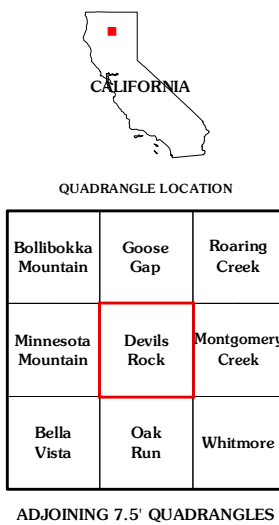 CALIFORNIA
QUADRANGLE LOCATION
Bollibokka
Mountain
Goose
Gap
Roaring
Creek
Minnesota
Mountain
Devils
Rock
Montgomery
Creek
Bella
Vista
Oak
Run
Whitmore
ADJOINING 7.5' QUADRANGLES